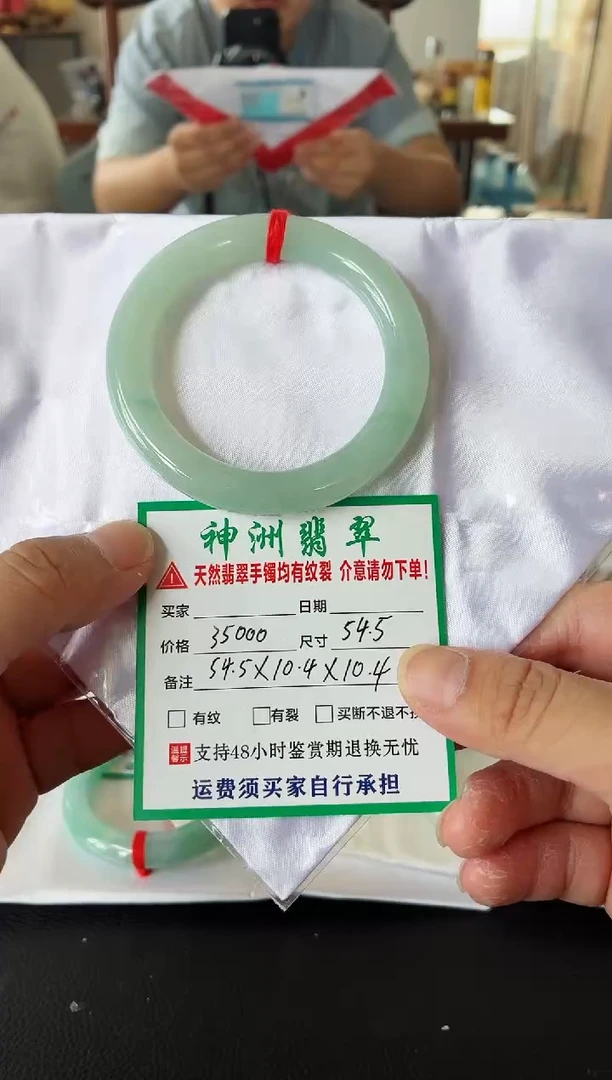 神洲翡翠
天然翡翠手镯均有纹裂 介意请勿下单!
买家 日期
价格 35000 尺寸 54.5
备注 54.5X10.4X10.4
有纹 有裂 买断不退不
温馨警示 支持48小时鉴赏期退换无忧
运费须买家自行承担